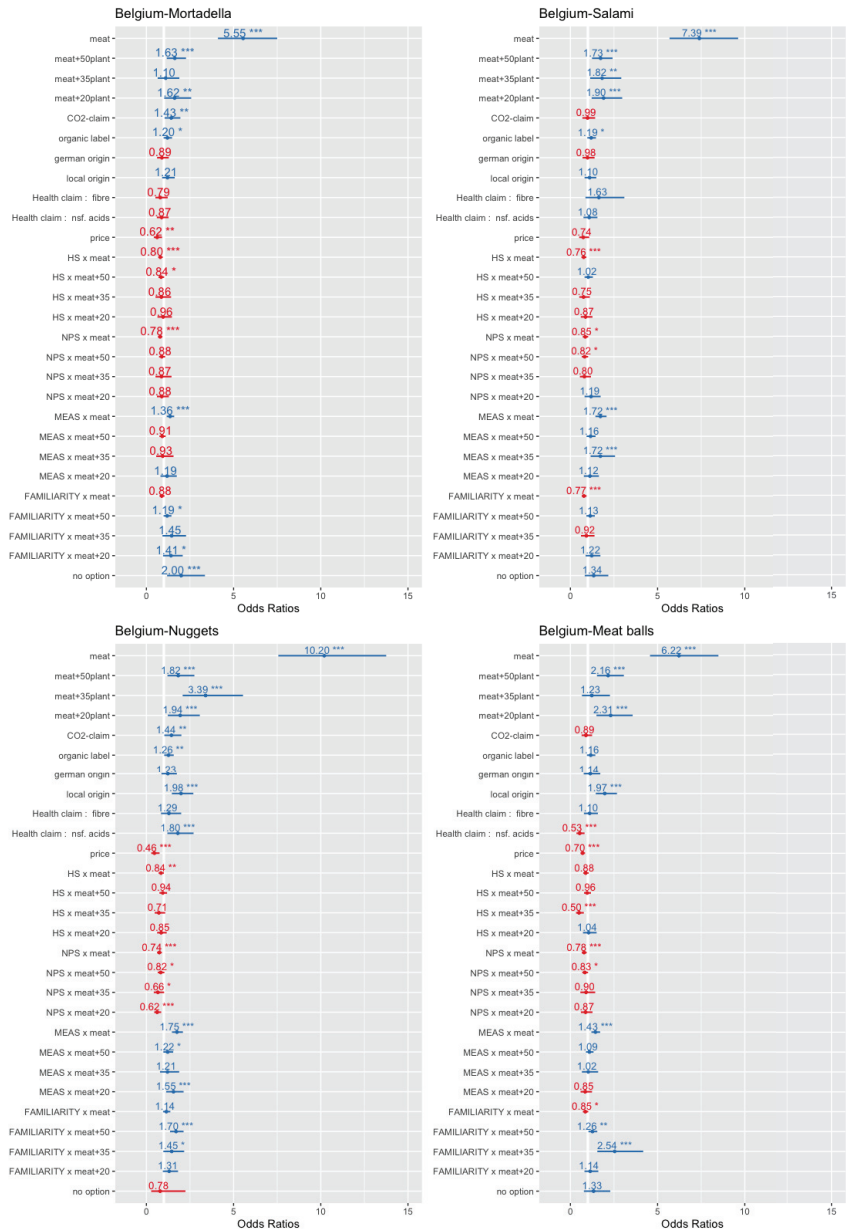 Belgium-Mortadella
meat 5.55 ***
meat+50plant 1.63 ***
meat+35plant 1.10
meat+20plant 1.62 **
CO2-claim 1.43 **
organic label 1.20 *
german origin 0.89
local origin 1.21
Health claim : fibre 0.79
Health claim : nsf. acids 0.87
price 0.62 **
HS x meat 0.80 ***
HS x meat+50 0.84 *
HS x meat+35 0.86
HS x meat+20 0.96
NPS x meat 0.78 ***
NPS x meat+50 0.88
NPS x meat+35 0.87
NPS x meat+20 0.88
MEAS x meat 1.36 ***
MEAS x meat+50 0.91
MEAS x meat+35 0.93
MEAS x meat+20 1.19
FAMILIARITY x meat 0.88
FAMILIARITY x meat+50 1.19 *
FAMILIARITY x meat+35 1.45
FAMILIARITY x meat+20 1.41 *
no option 2.00 ***
0 5 10 15
Odds Ratios
Belgium-Salami
meat 7.39 ***
meat+50plant 1.73 ***
meat+35plant 1.82 **
meat+20plant 1.90 ***
CO2-claim 0.99
organic label 1.19 *
german origin 0.98
local origin 1.10
Health claim : fibre 1.63
Health claim : nsf. acids 1.08
price 0.74
HS x meat 0.76 ***
HS x meat+50 1.02
HS x meat+35 0.75
HS x meat+20 0.87
NPS x meat 0.85 *
NPS x meat+50 0.82 *
NPS x meat+35 0.80
NPS x meat+20 1.19
MEAS x meat 1.72 ***
MEAS x meat+50 1.16
MEAS x meat+35 1.72 ***
MEAS x meat+20 1.12
FAMILIARITY x meat 0.77 ***
FAMILIARITY x meat+50 1.13
FAMILIARITY x meat+35 0.92
FAMILIARITY x meat+20 1.22
no option 1.34
0 5 10 15
Odds Ratios
Belgium-Nuggets
meat 10.20 ***
meat+50plant 1.82 ***
meat+35plant 3.39 ***
meat+20plant 1.94 ***
CO2-claim 1.44 **
organic label 1.26 **
german origin 1.23
local origin 1.98 ***
Health claim : fibre 1.29
Health claim : nsf. acids 1.80 ***
price 0.46 ***
HS x meat 0.84 **
HS x meat+50 0.94
HS x meat+35 0.71
HS x meat+20 0.85
NPS x meat 0.74 ***
NPS x meat+50 0.82 *
NPS x meat+35 0.66 *
NPS x meat+20 0.62 ***
MEAS x meat 1.75 ***
MEAS x meat+50 1.22 *
MEAS x meat+35 1.21
MEAS x meat+20 1.55 ***
FAMILIARITY x meat 1.14
FAMILIARITY x meat+50 1.70 ***
FAMILIARITY x meat+35 1.45 *
FAMILIARITY x meat+20 1.31
no option 0.78
0 5 10 15
Odds Ratios
Belgium-Meat balls
meat 6.22 ***
meat+50plant 2.16 ***
meat+35plant 1.23
meat+20plant 2.31 ***
CO2-claim 0.89
organic label 1.16
german origin 1.14
local origin 1.97 ***
Health claim : fibre 1.10
Health claim : nsf. acids 0.53 ***
price 0.70 ***
HS x meat 0.88
HS x meat+50 0.96
HS x meat+35 0.50 ***
HS x meat+20 1.04
NPS x meat 0.78 ***
NPS x meat+50 0.83 *
NPS x meat+35 0.90
NPS x meat+20 0.87
MEAS x meat 1.43 ***
MEAS x meat+50 1.09
MEAS x meat+35 1.02
MEAS x meat+20 0.85
FAMILIARITY x meat 0.85 *
FAMILIARITY x meat+50 1.26 **
FAMILIARITY x meat+35 2.54 ***
FAMILIARITY x meat+20 1.14
no option 1.33
0 5 10 15
Odds Ratios